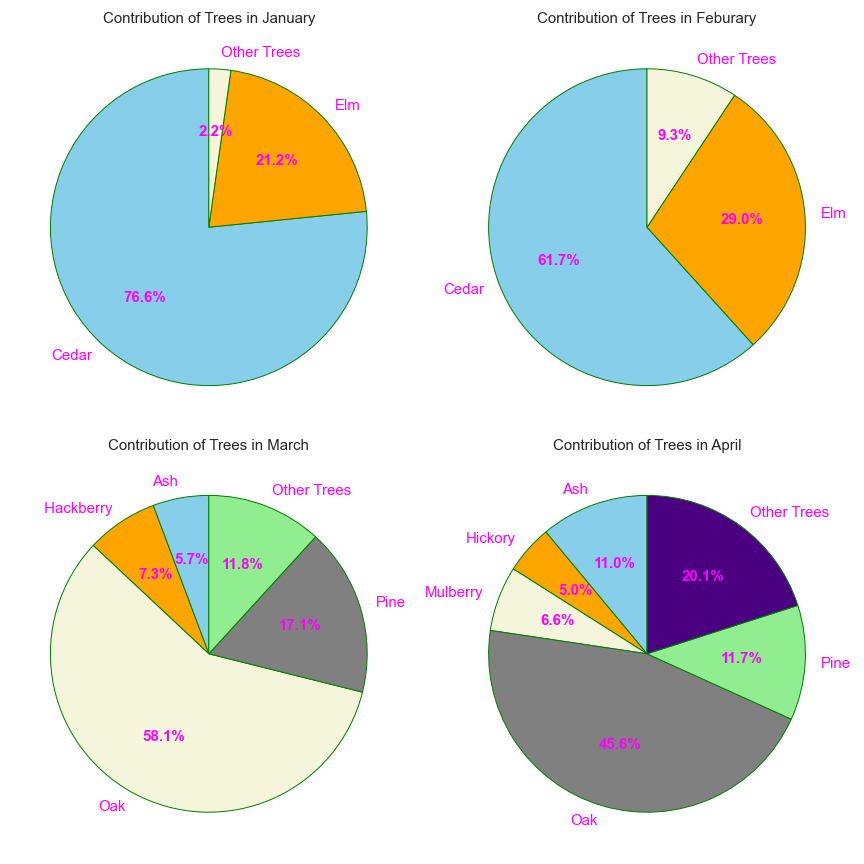 Contribution of Trees in January
Other Trees
Elm
2.2%
21.2%
76.6%
Cedar
Contribution of Trees in Feburary
Other Trees
9.3%
Elm
29.0%
61.7%
Cedar
Contribution of Trees in March
Ash
Other Trees
Hackberry
5.7%
11.8%
7.3%
Pine
17.1%
58.1%
Oak
Contribution of Trees in April
Ash
Other Trees
Hickory
11.0%
20.1%
Mulberry
5.0%
6.6%
11.7%
Pine
45.6%
Oak